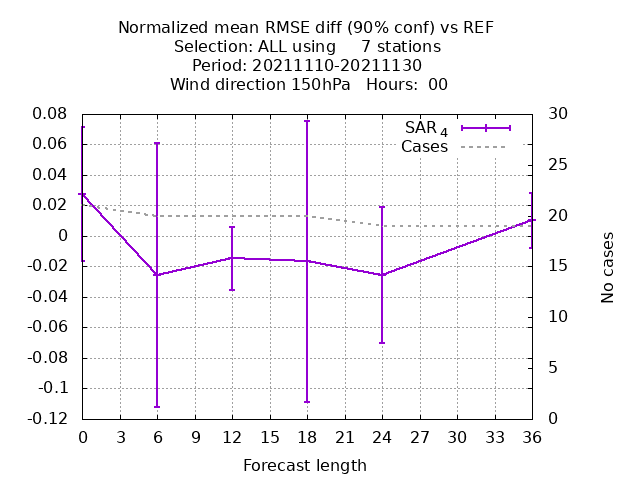 Normalized mean RMSE diff (90% conf) vs REF
Selection: ALL using     7 stations
Period: 20211110-20211130
Wind direction 150hPa   Hours:  00
SAR 4
Cases
0.08
0.06
0.04
0.02
0
-0.02
-0.04
-0.06
-0.08
-0.1
-0.12
30
25
20
15
10
5
0
No cases
0 3 6 9 12 15 18 21 24 27 30 33 36
Forecast length